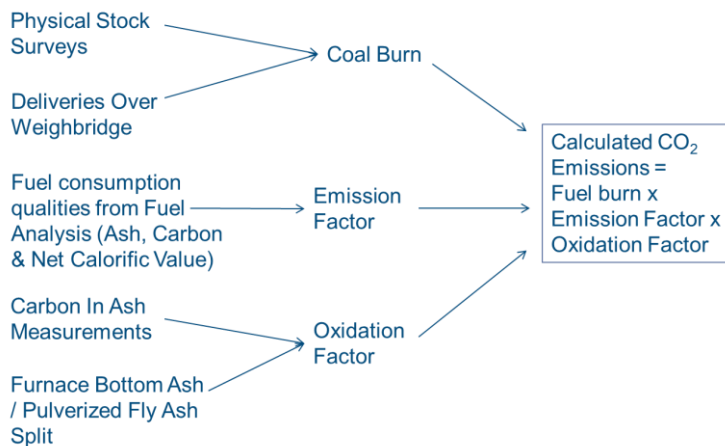 Physical Stock
Surveys
Coal Burn
Deliveries Over
Weighbridge
Fuel consumption
qualities from Fuel
Analysis (Ash, Carbon
& Net Calorific Value)
Emission
Factor
Calculated CO₂
Emissions =
Fuel burn x
Emission Factor x
Oxidation Factor
Carbon In Ash
Measurements
Oxidation
Factor
Furnace Bottom Ash
/ Pulverized Fly Ash
Split